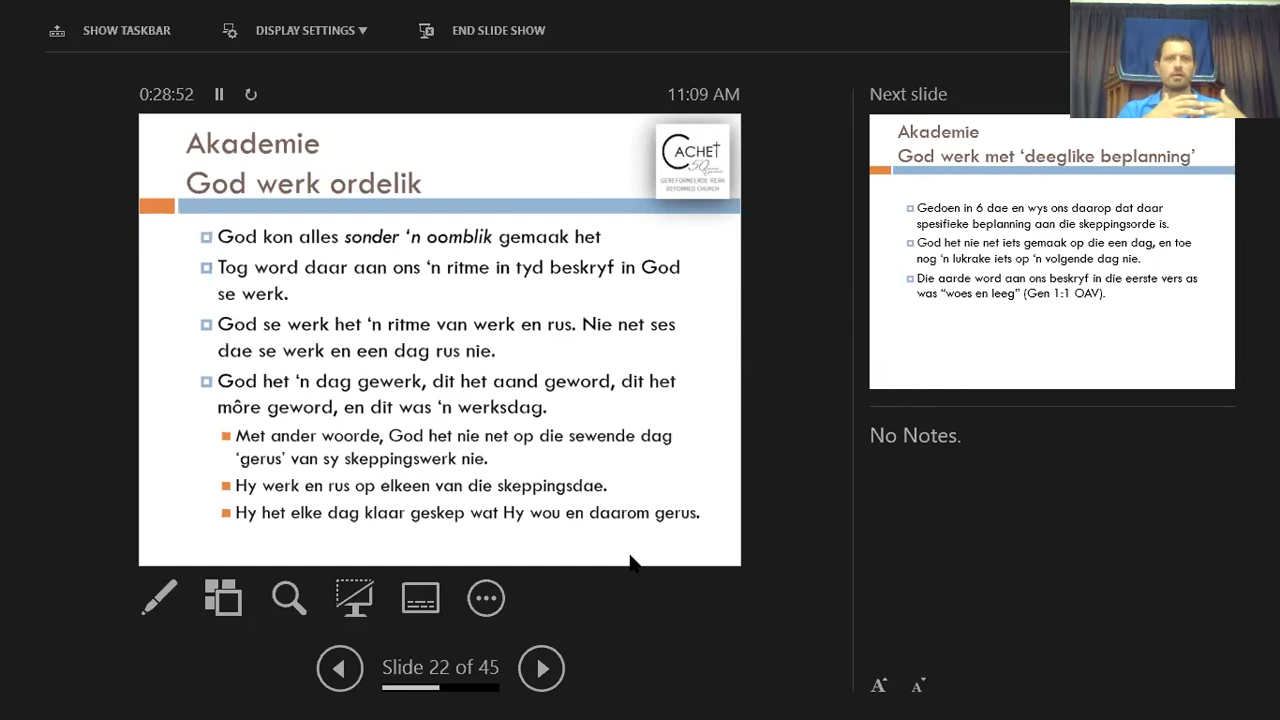 SHOW TASKBAR
DISPLAY SETTINGS ▼
END SLIDE SHOW
0:28:52
11:09 AM
Akademie
God werk ordelik
CACHET
50
GEREFORMEERDE KERK
REFORMED CHURCH
God kon alles sonder ‘n oomblik gemaak het
Tog word daar aan ons ‘n ritme in tyd beskryf in God
se werk.
God se werk het ‘n ritme van werk en rus. Nie net ses
dae se werk en een dag rus nie.
God het ‘n dag gewerk, dit het aand geword, dit het
môre geword, en dit was ‘n werksdag.
Met ander woorde, God het nie net op die sewende dag
‘gerus’ van sy skeppingswerk nie.
Hy werk en rus op elkeen van die skeppingsdae.
Hy het elke dag klaar geskep wat Hy wou en daarom gerus.
Slide 22 of 45
Next slide
Akademie
God werk met ‘deeglike beplanning’
Gedoen in 6 dae en wys ons daarop dat daar
spesifieke beplanning aan die skeppingsorde is.
God het nie net iets gemaak op die een dag, en toe
nog ‘n lukrake iets op ‘n volgende dag nie.
Die aarde word aan ons beskryf in die eerste vers as
was “woes en leeg” (Gen 1:1 OAV).
No Notes.
A A